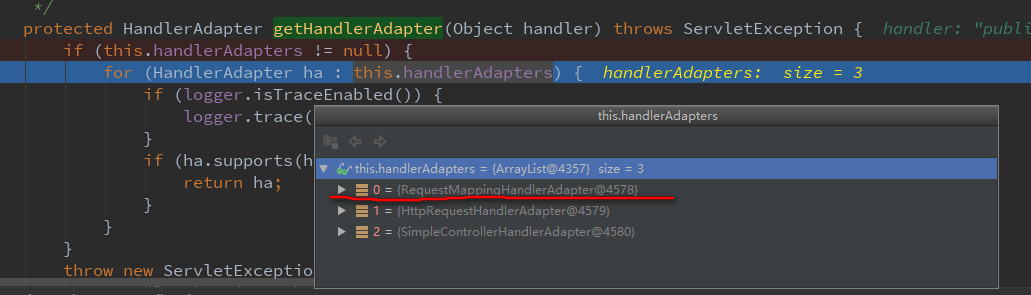 */
protected HandlerAdapter getHandlerAdapter(Object handler) throws ServletException { handler: "publi
if (this.handlerAdapters != null) {
for (HandlerAdapter ha : this.handlerAdapters) { handlerAdapters: size = 3
if (logger.isTraceEnabled()) {
logger.trace(
this.handlerAdapters
}
this.handlerAdapters = {ArrayList@4357} size = 3
if (ha.supports(h
return ha;
0 = {RequestMappingHandlerAdapter@4578}
}
1 = {HttpRequestHandlerAdapter@4579}
}
2 = {SimpleControllerHandlerAdapter@4580}
}
throw new ServletException